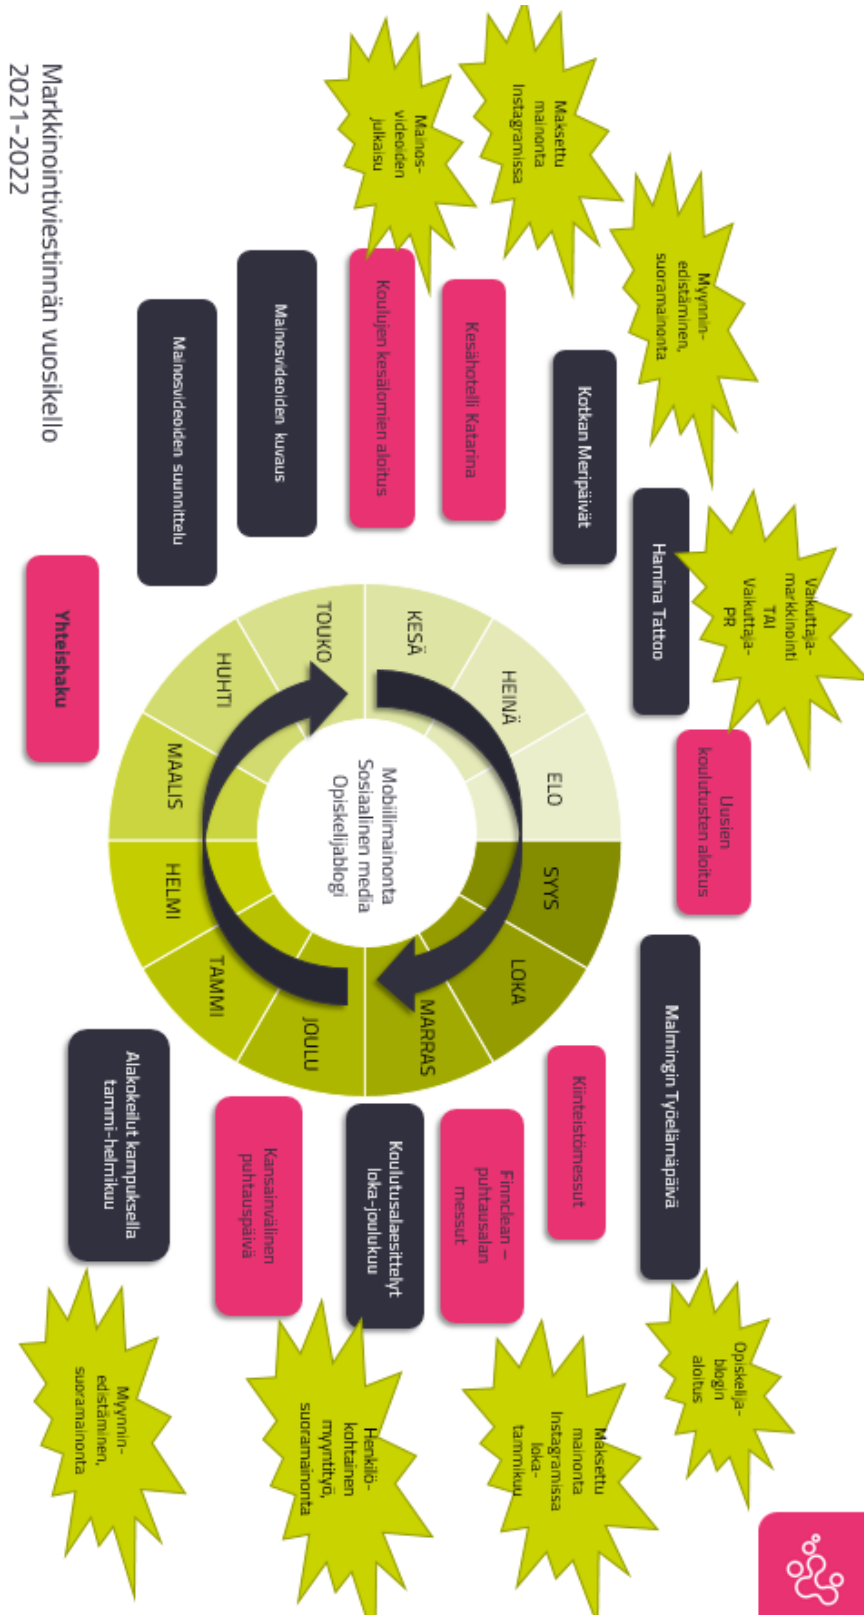 Vaikuttaja-
markkinointi
TAI
Vaikuttaja-
PR
Uusien
koulutusten aloitus
Opiskelija-
blogin
aloitus
Myynnin-
edistäminen,
suoramainonta
Hamina Tattoo
Malmingin Työelämäpäivä
Kotkan Meripäivät
Kiinteistömessut
Maksettu
mainonta
Instagramissa
Kesähotelli Katarina
Finnclean –
puhtausalan
messut
Maksettu
mainonta
Instagramissa
loka-
tammikuu
Mainos-
videoiden
julkaisu
Koulujen kesälomien aloitus
Koulutusalaesittelyt
loka-joulukuu
Henkilö-
kohtainen
myyntityö,
suoramainonta
Mainosvideoiden kuvaus
Kansainvälinen
puhtauspäivä
Mainosvideoiden suunnittelu
Alakokeilut kampuksella
tammi-helmikuu
Myynnin-
edistäminen,
suoramainonta
Yhteishaku
ELO
SYYS
HEINÄ
LOKA
KESÄ
MARRAS
TOUKO
JOULU
HUHTI
TAMMI
MAALIS
HELMI
Mobiilimainonta
Sosiaalinen media
Opiskelijablogi
Markkinointiviestinnän vuosikello
2021-2022